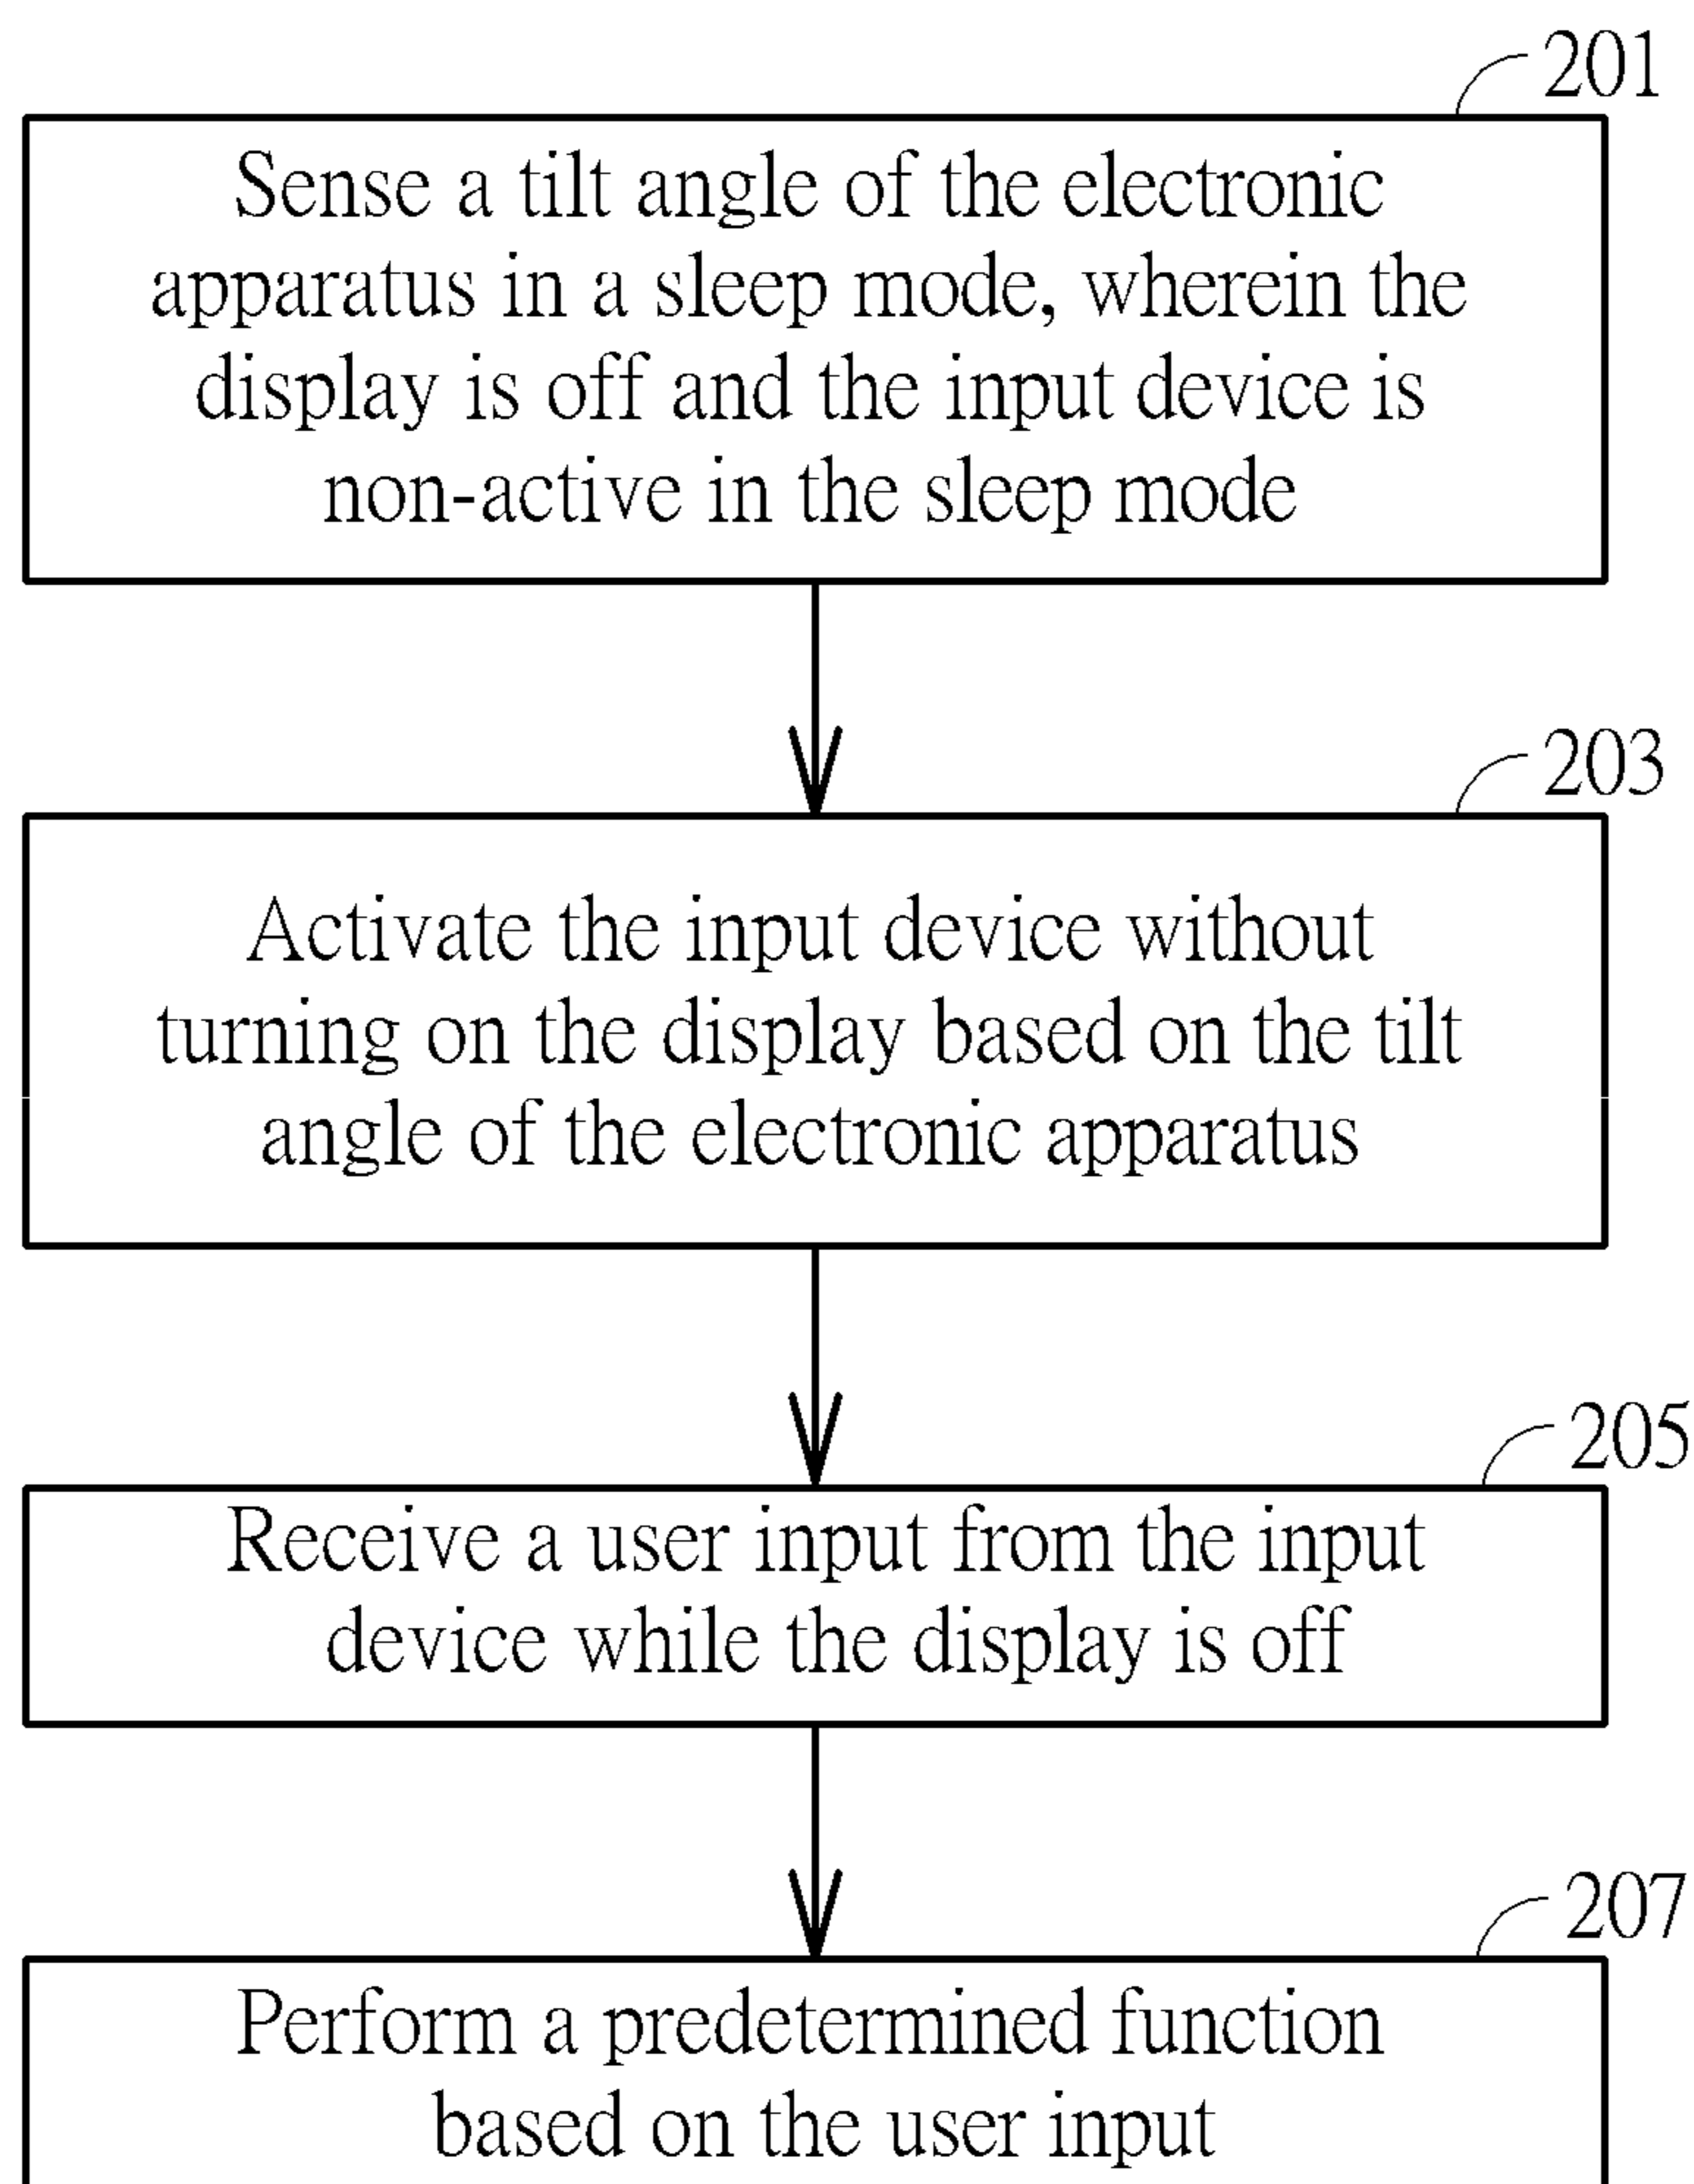 201
Sense a tilt angle of the electronic
apparatus in a sleep mode, wherein the
display is off and the input device is
non-active in the sleep mode
203
Activate the input device without
turning on the display based on the tilt
angle of the electronic apparatus
205
Receive a user input from the input
device while the display is off
207
Perform a predetermined function
based on the user input